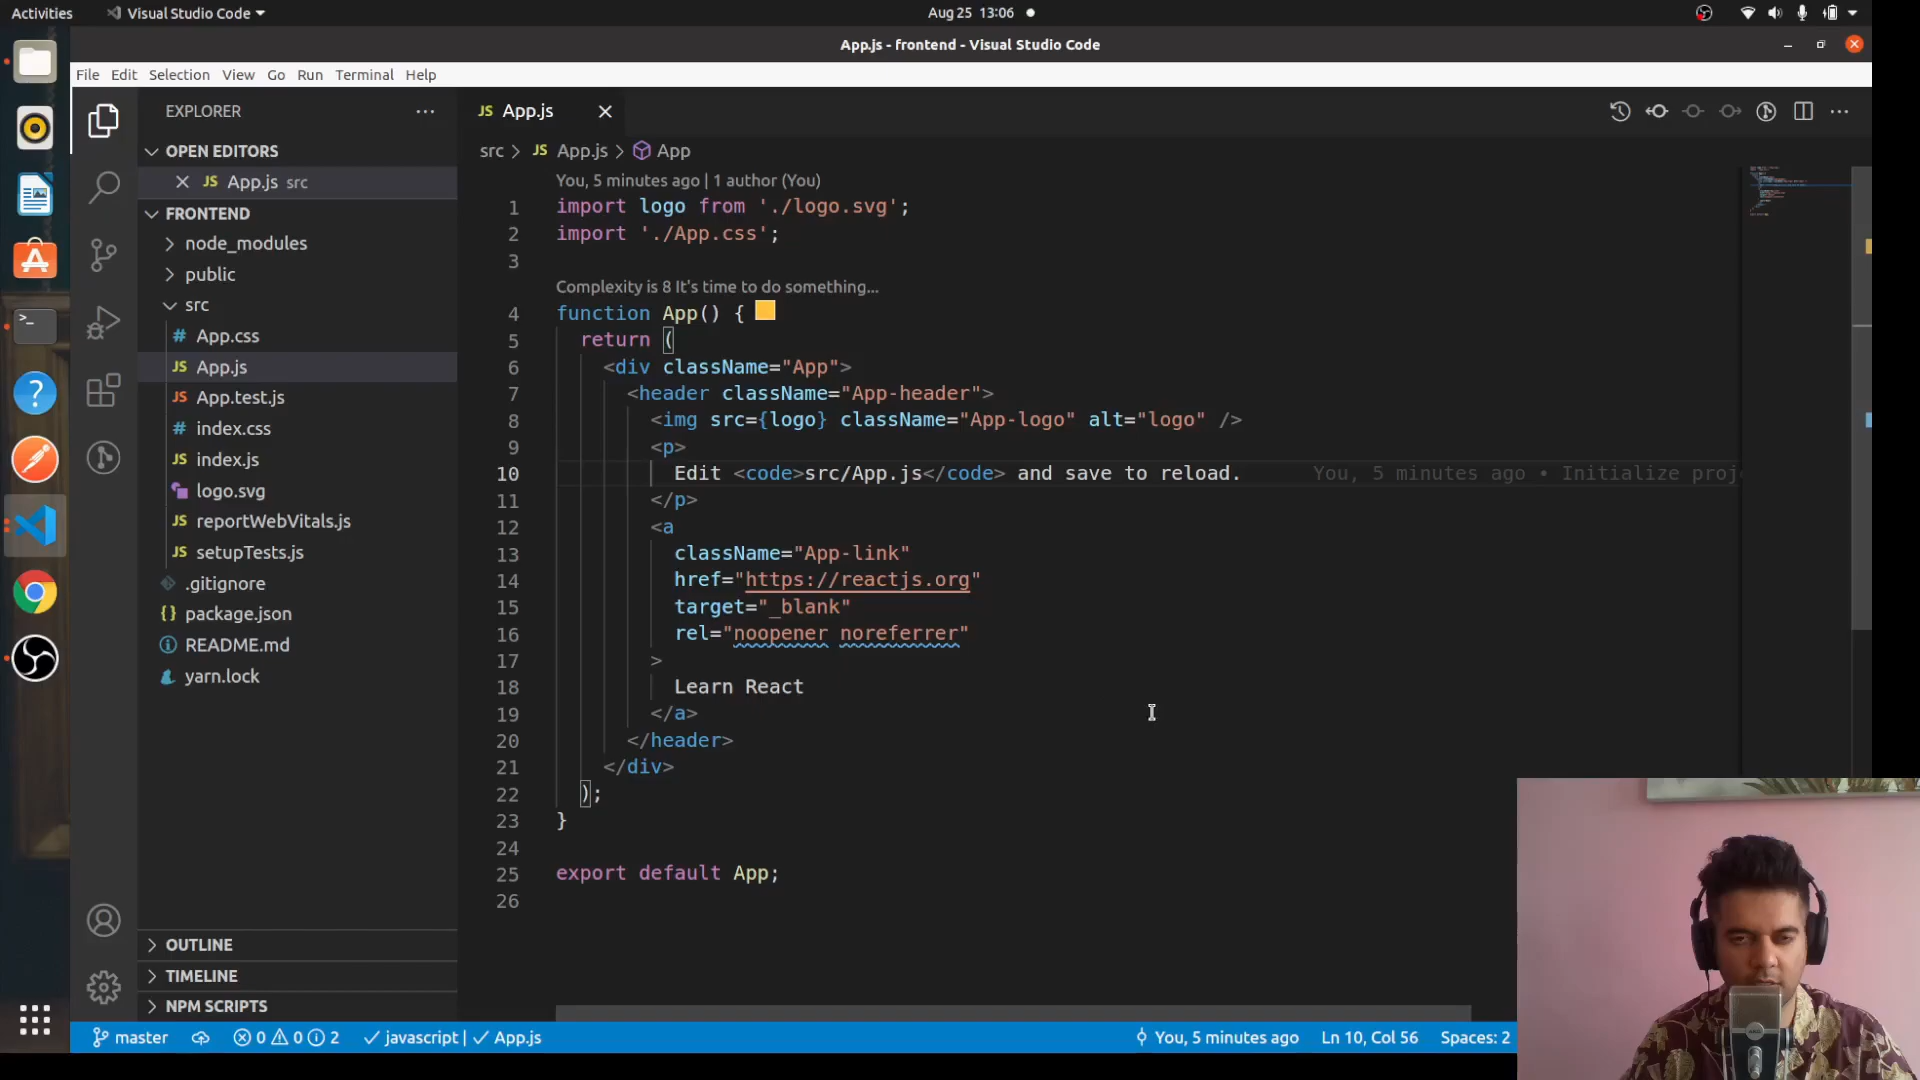 Activities
Visual Studio Code
Aug 25 13:06
App.js - frontend - Visual Studio Code
File Edit Selection View Go Run Terminal Help
EXPLORER
OPEN EDITORS
JS App.js src
FRONTEND
node_modules
public
src
# App.css
JS App.js
JS App.test.js
# index.css
JS index.js
logo.svg
JS reportWebVitals.js
JS setupTests.js
.gitignore
{} package.json
README.md
yarn.lock
OUTLINE
TIMELINE
NPM SCRIPTS
JS App.js
src > JS App.js > App
You, 5 minutes ago | 1 author (You)
1 import logo from './logo.svg';
2 import './App.css';
3
Complexity is 8 It's time to do something...
4 function App() {
5 return (
6 <div className="App">
7 <header className="App-header">
8 <img src={logo} className="App-logo" alt="logo" />
9 <p>
10 Edit <code>src/App.js</code> and save to reload. You, 5 minutes ago • Initialize proj
11 </p>
12 <a
13 className="App-link"
14 href="https://reactjs.org"
15 target="_blank"
16 rel="noopener noreferrer"
17 >
18 Learn React
19 </a>
20 </header>
21 </div>
22 );
23 }
24
25 export default App;
26
master 0 0 2 javascript | App.js You, 5 minutes ago Ln 10, Col 56 Spaces: 2